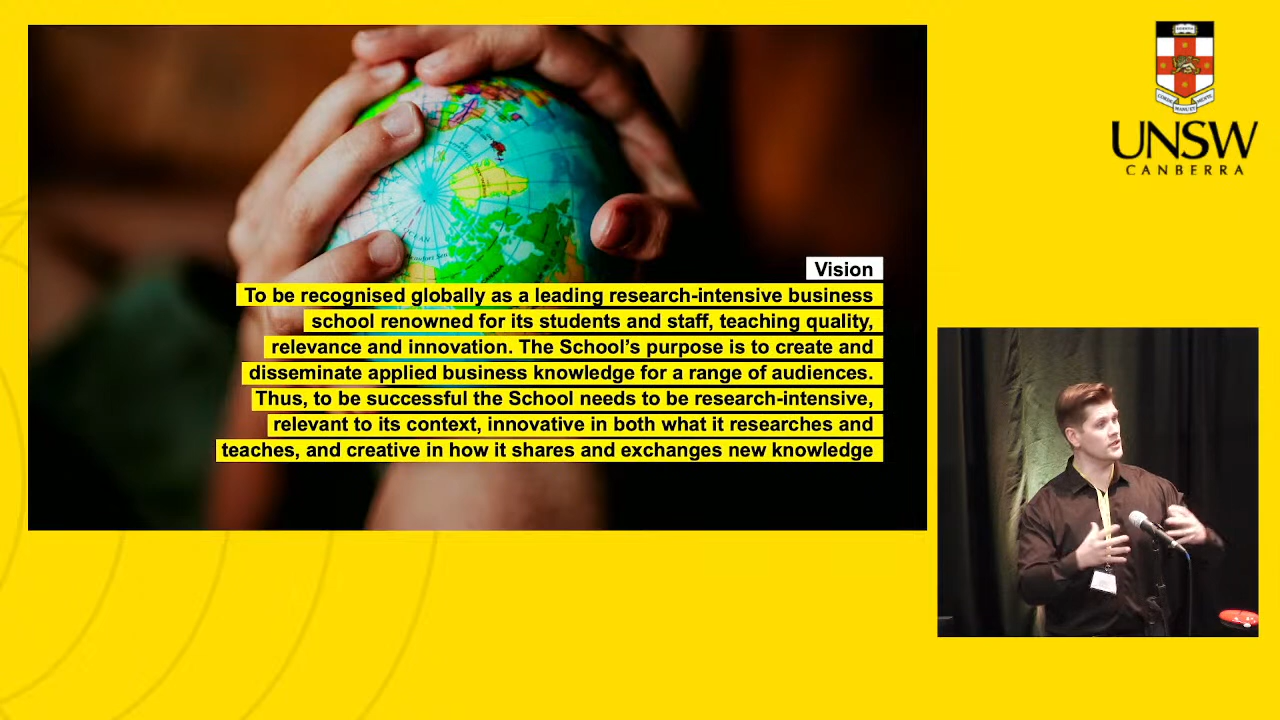 UNSW
CANBERRA
Vision
To be recognised globally as a leading research-intensive business
school renowned for its students and staff, teaching quality,
relevance and innovation. The School's purpose is to create and
disseminate applied business knowledge for a range of audiences.
Thus, to be successful the School needs to be research-intensive,
relevant to its context, innovative in both what it researches and
teaches, and creative in how it shares and exchanges new knowledge